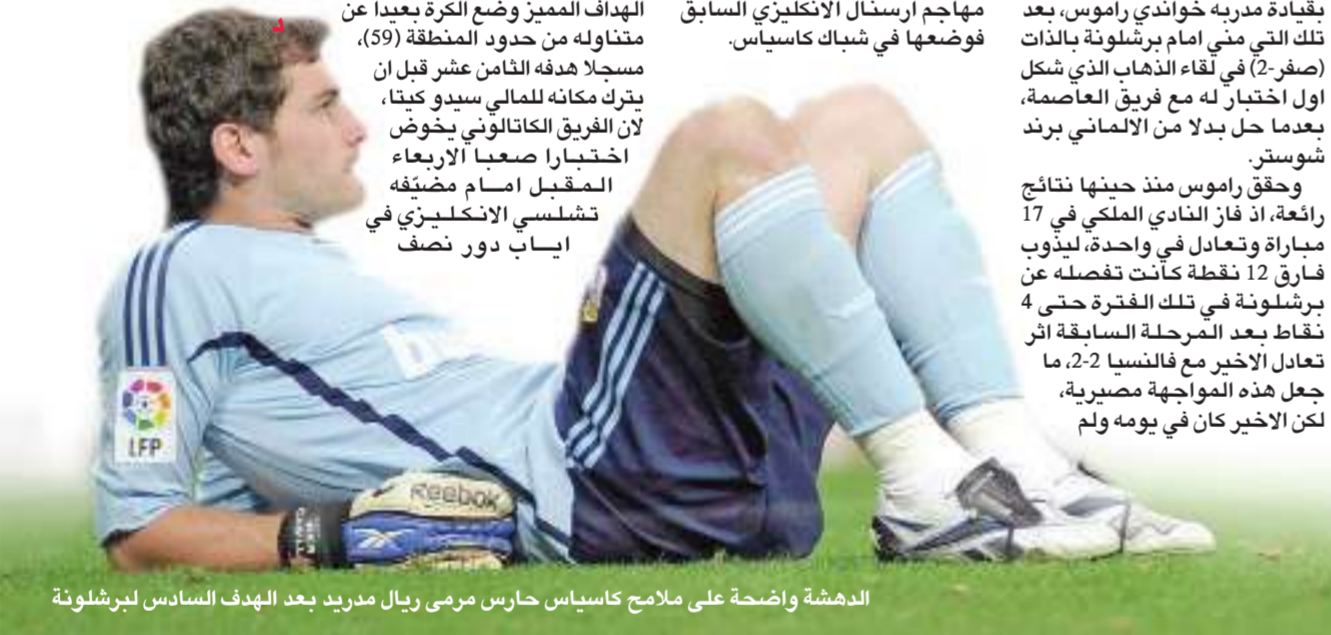 بقيادة مدربه خواندي راموس، بعد
تلك التي مني امام برشلونة بالذات
(صفر-2) في لقاء الذهاب الذي شكل
اول اختبار له مع فريق العاصمة،
بعدما حل بدلا من الالماني برند
شوستر.
وحقق راموس منذ حينها نتائج
رائعة، اذ فاز النادي الملكي في 17
مباراة وتعادل في واحدة، ليذوب
فارق 12 نقطة كانت تفصله عن
برشلونة في تلك الفترة حتى 4
نقاط بعد المرحلة السابقة اثر
تعادل الاخير مع فالنسيا 2-2، ما
جعل هذه المواجهة مصيرية،
لكن الاخير كان في يومه ولم
مهاجم ارسنال الانكليزي السابق
فوضعها في شباك كاسياس.
الهداف المميز وضع الكرة بعيدا عن
متناوله من حدود المنطقة (59)،
مسجلا هدفه الثامن عشر قبل ان
يترك مكانه للمالي سيدو كيتا،
لان الفريق الكاتالوني يخوض
اختبارا صعبا الاربعاء
المقبل امام مضيّفه
تشلسي الانكليزي في
اياب دور نصف
د
LFP
Reebok
الدهشة واضحة على ملامح كاسياس حارس مرمى ريال مدريد بعد الهدف السادس لبرشلونة